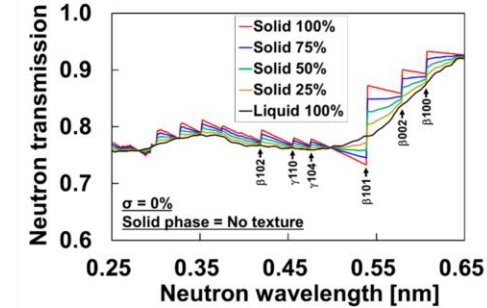 Neutron transmission
1.0
0.9
0.8
0.7
0.6
Solid 100%
Solid 75%
Solid 50%
Solid 25%
Liquid 100%
β102
γ110
γ104
β101
β002
β100
σ = 0%
Solid phase = No texture
0.25 0.35 0.45 0.55 0.65
Neutron wavelength [nm]